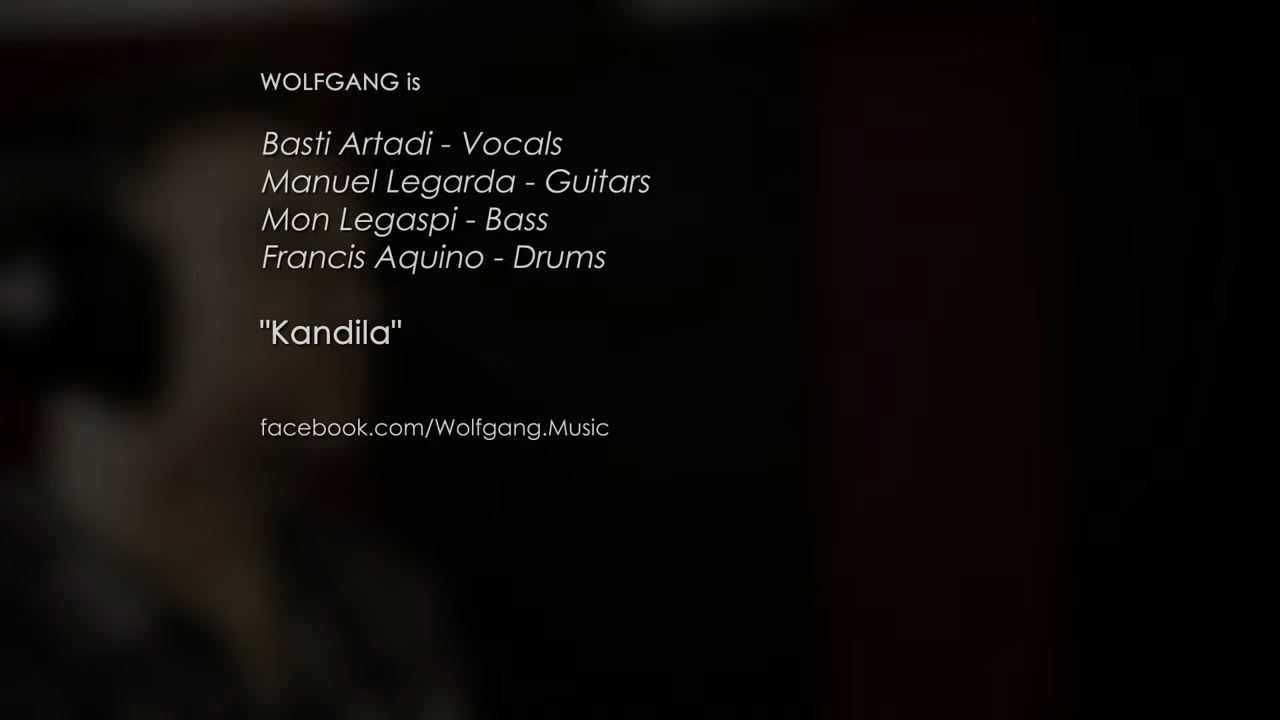 WOLFGANG is
Basti Artadi - Vocals
Manuel Legarda - Guitars
Mon Legaspi - Bass
Francis Aquino - Drums
"Kandila"
facebook.com/Wolfgang.Music